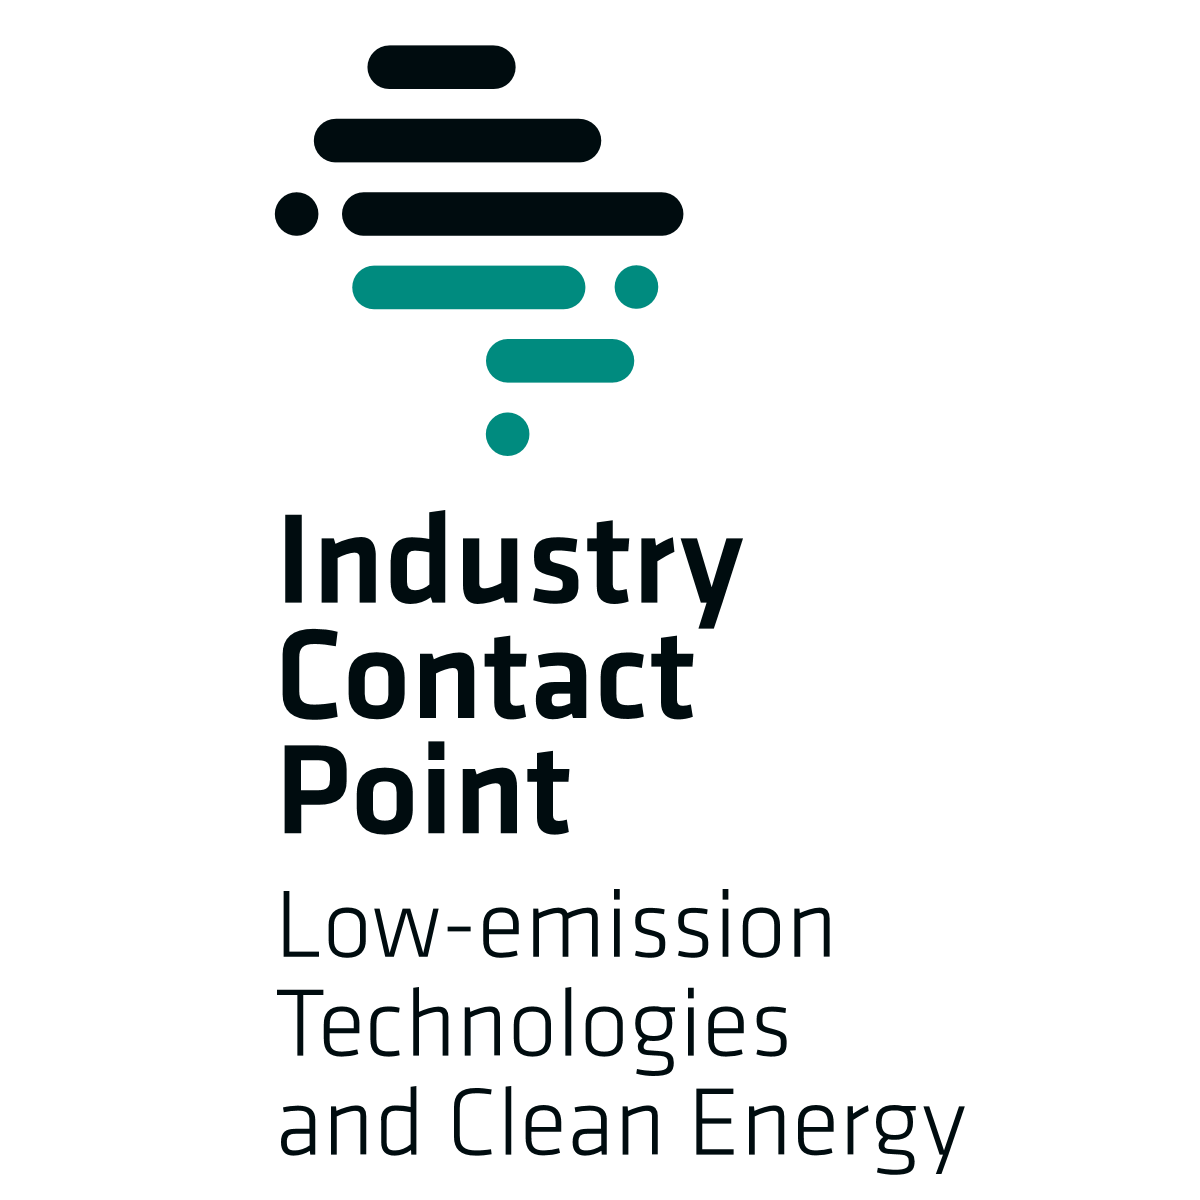 Industry
Contact
Point
Low-emission
Technologies
and Clean Energy